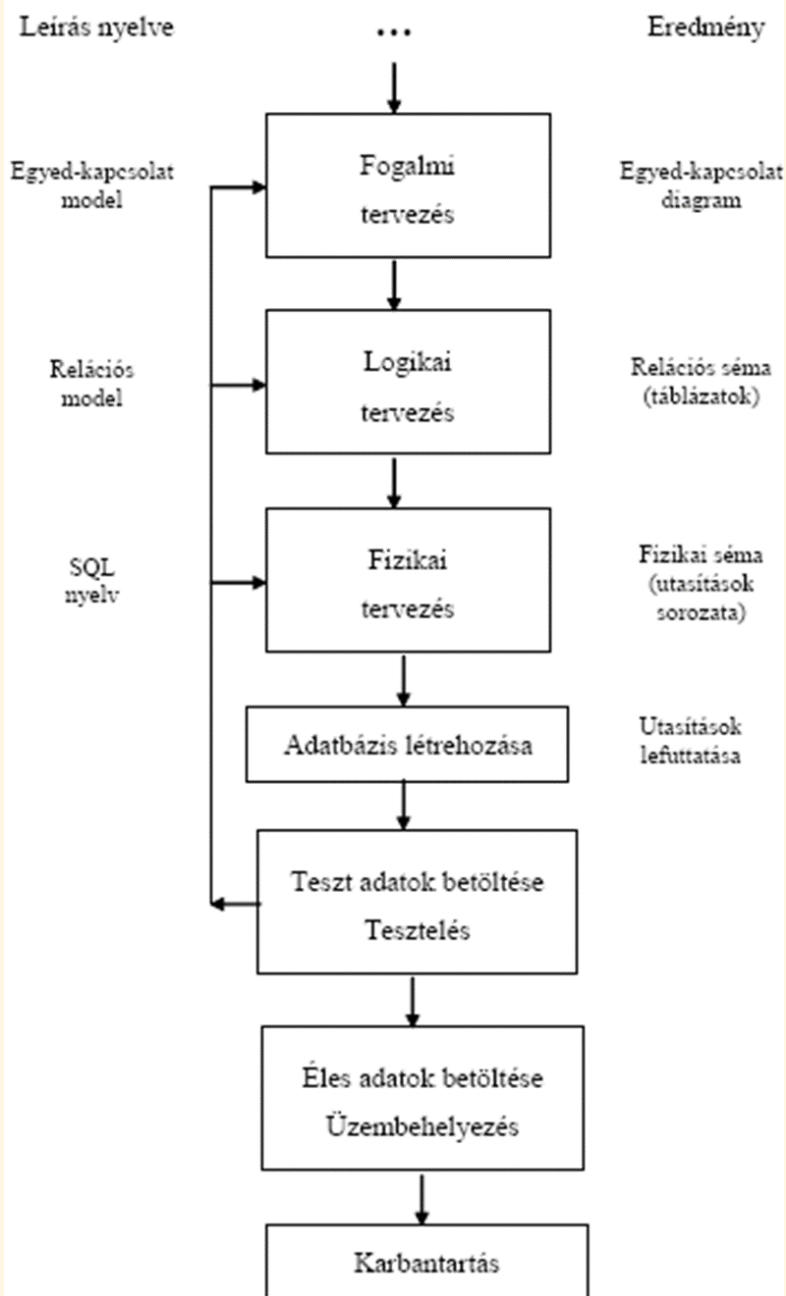 Leírás nyelve ... Eredmény
Egyed-kapcsolat
model
Fogalmi
tervezés
Egyed-kapcsolat
diagram
Relációs
model
Logikai
tervezés
Relációs séma
(táblázatok)
SQL
nyelv
Fizikai
tervezés
Fizikai séma
(utasítások
sorozata)
Adatbázis létrehozása
Utasítások
lefuttatása
Teszt adatok betöltése
Tesztelés
Éles adatok betöltése
Üzembehelyezés
Karbantartás